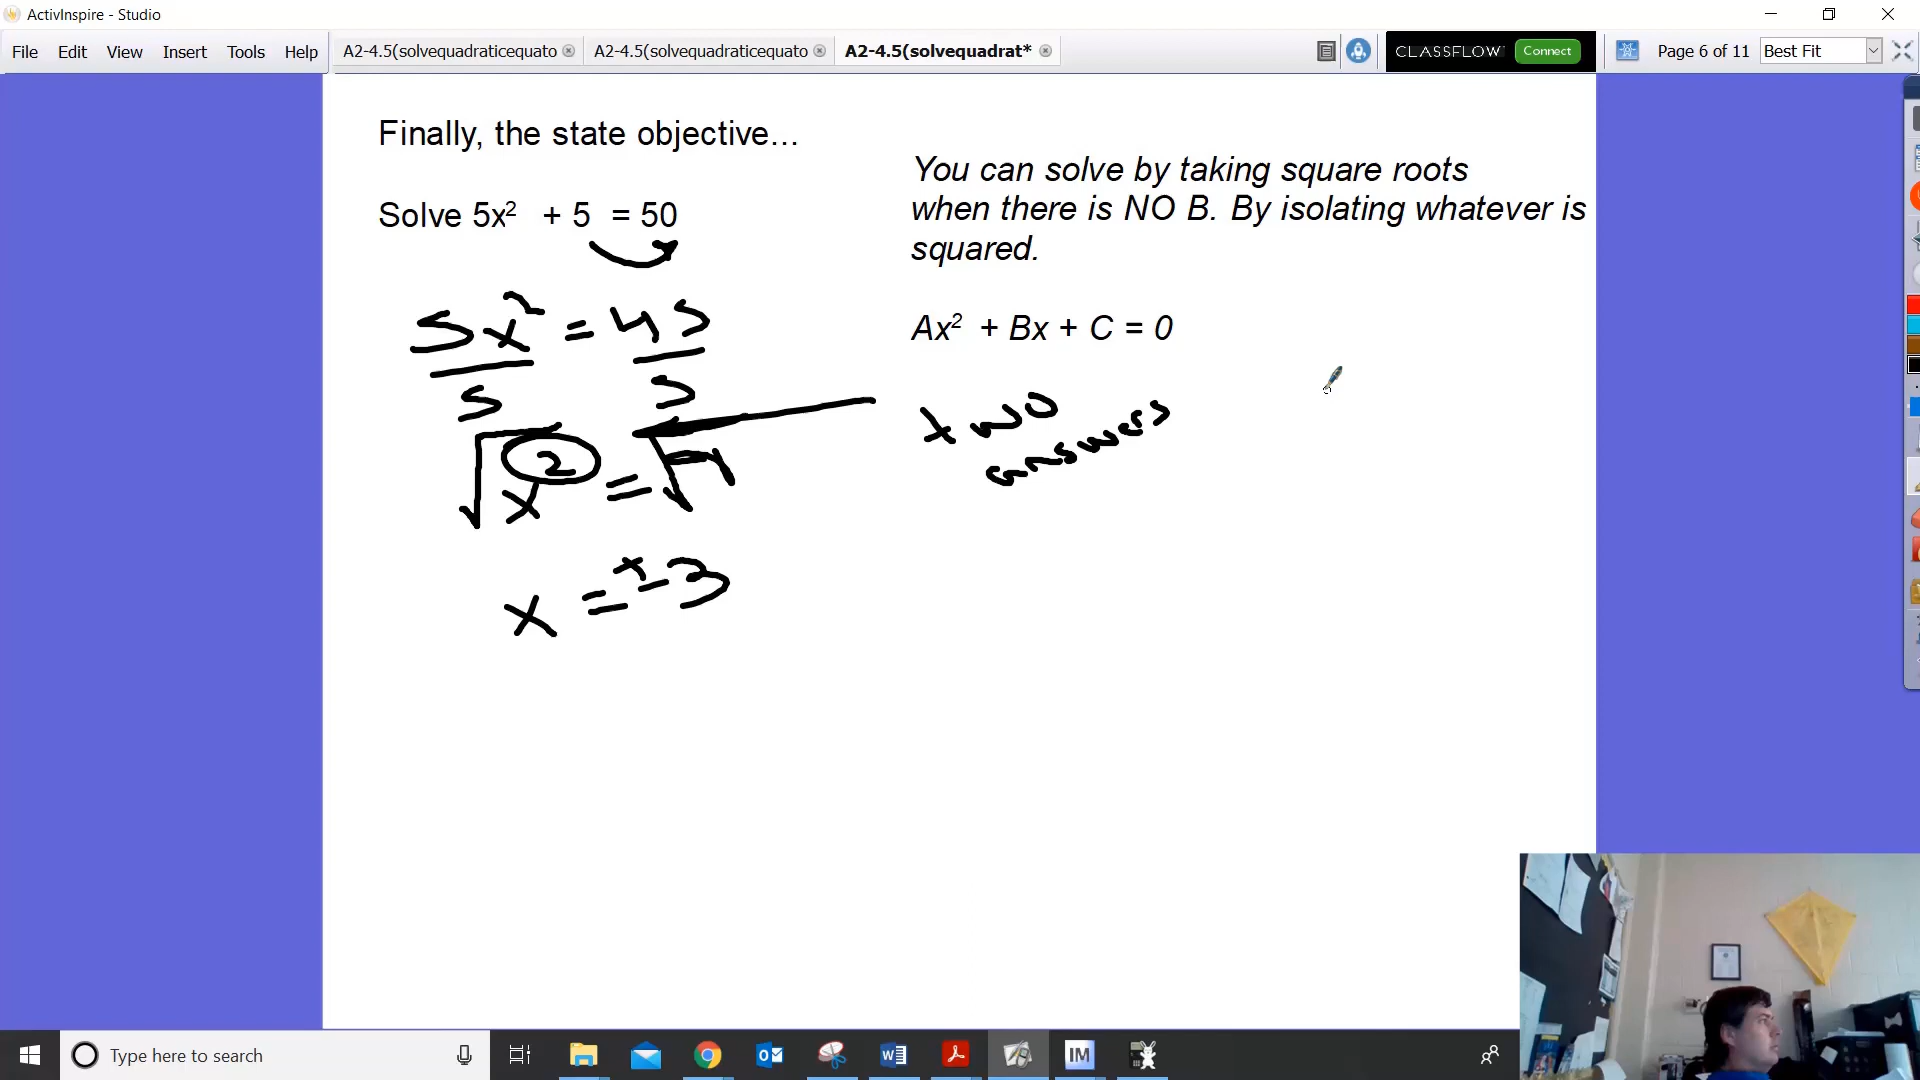 ActivInspire - Studio
File Edit View Insert Tools Help
A2-4.5(solvequadraticequato
A2-4.5(solvequadraticequato
A2-4.5(solvequadrat*
CLASSFLOW Connect
Page 6 of 11
Best Fit
Finally, the state objective...
Solve 5x² + 5 = 50
5x² = 45
5 5
√x² = √
x = +-3
You can solve by taking square roots
when there is NO B. By isolating whatever is
squared.
Ax² + Bx + C = 0
two
answers
Type here to search
IM